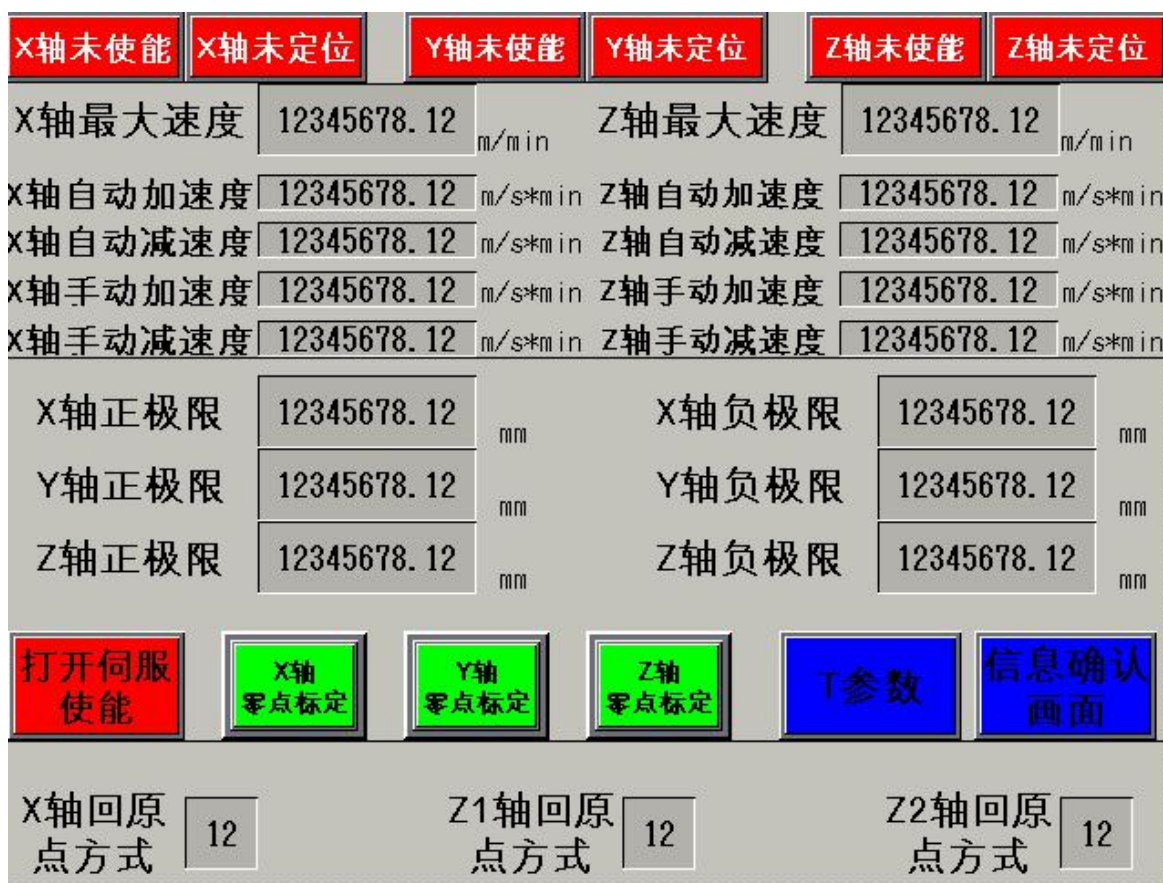 X轴未使能 X轴未定位 Y轴未使能 Y轴未定位 Z轴未使能 Z轴未定位
X轴最大速度 12345678.12 m/min Z轴最大速度 12345678.12 m/min
X轴自动加速度 12345678.12 m/s*min Z轴自动加速度 12345678.12 m/s*min
X轴自动减速度 12345678.12 m/s*min Z轴自动减速度 12345678.12 m/s*min
X轴手动加速度 12345678.12 m/s*min Z轴手动加速度 12345678.12 m/s*min
X轴手动减速度 12345678.12 m/s*min Z轴手动减速度 12345678.12 m/s*min
X轴正极限 12345678.12 mm X轴负极限 12345678.12 mm
Y轴正极限 12345678.12 mm Y轴负极限 12345678.12 mm
Z轴正极限 12345678.12 mm Z轴负极限 12345678.12 mm
打开伺服
使能
X轴
零点标定
Y轴
零点标定
Z轴
零点标定
T参数
信息确认
画面
X轴回原
点方式
12
Z1轴回原
点方式
12
Z2轴回原
点方式
12